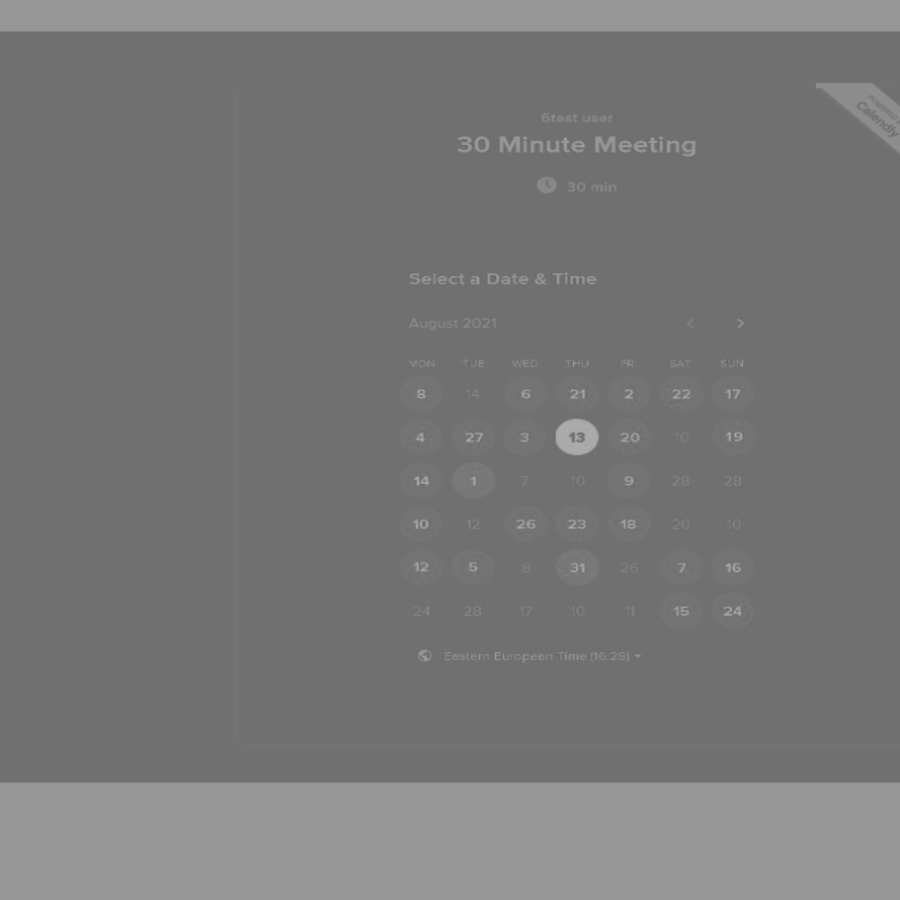 POWERED BY
Calendly
6test user
30 Minute Meeting
30 min
Select a Date & Time
August 2021
MON TUE WED THU FRI SAT SUN
8 14 6 21 2 22 17
4 27 3 13 20 10 19
14 1 7 10 9 28 28
10 12 26 23 18 20 10
12 5 8 31 26 7 16
24 28 17 10 11 15 24
Eastern European Time (16:28)